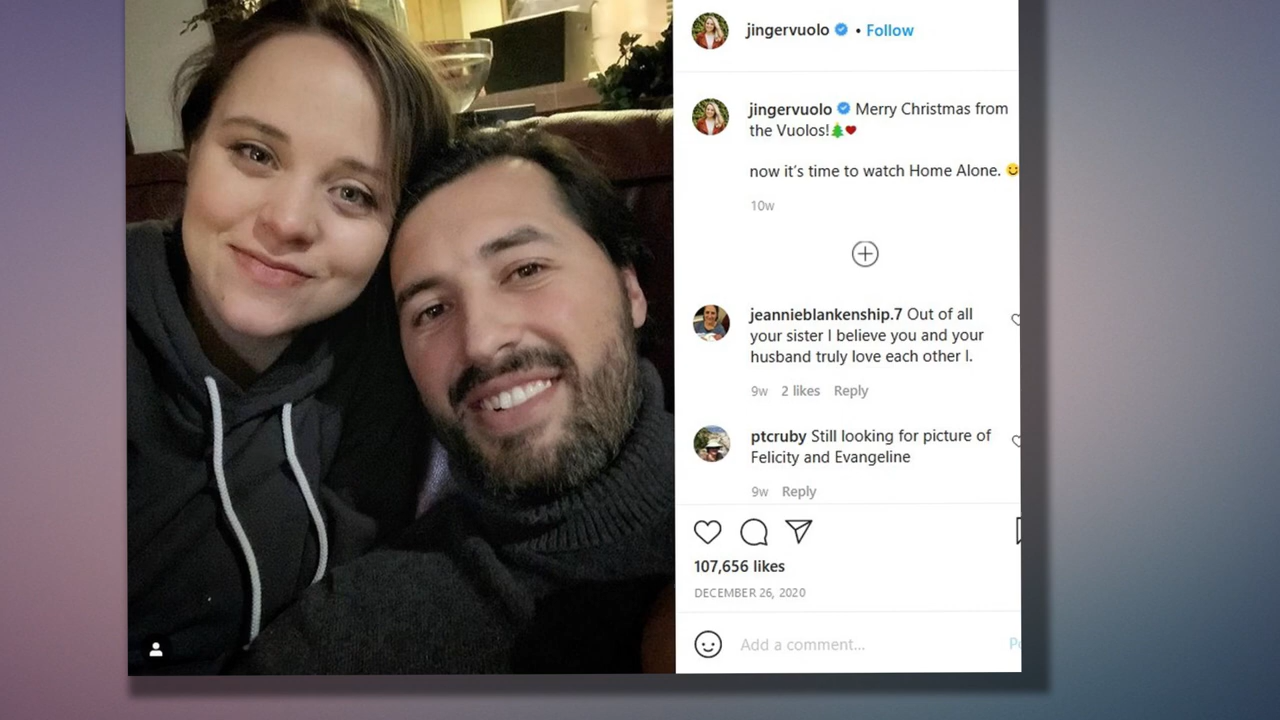 jingervuolo • Follow
jingervuolo Merry Christmas from
the Vuolos!🎄❤️
now it's time to watch Home Alone. 🙂
10w
jeannieblankenship.7 Out of all
your sister I believe you and your
husband truly love each other I.
9w 2 likes Reply
ptcruby Still looking for picture of
Felicity and Evangeline
9w Reply
107,656 likes
DECEMBER 26, 2020
Add a comment...